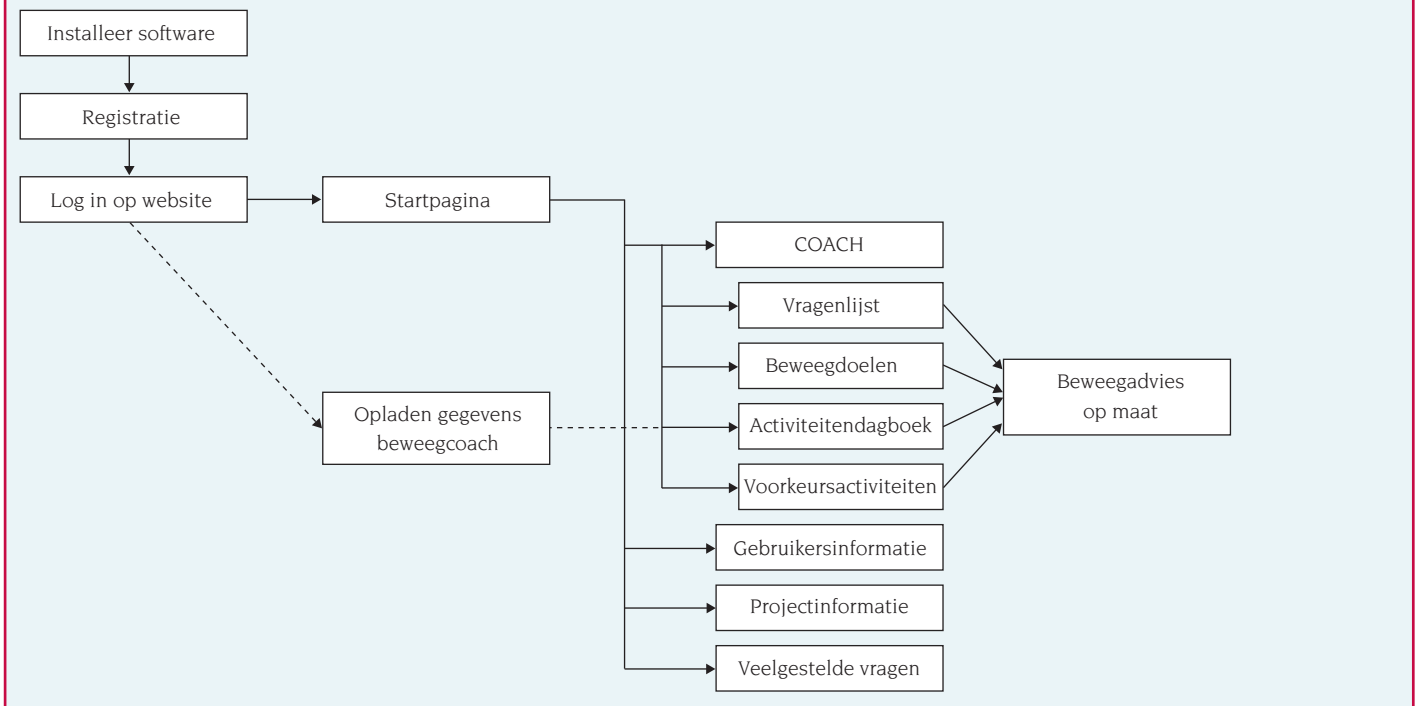 Installeer software
Registratie
Log in op website
Startpagina
COACH
Vragenlijst
Beweegdoelen
Activiteitendagboek
Voorkeursactiviteiten
Opladen gegevens
beweegcoach
Beweegadvies
op maat
Gebruikersinformatie
Projectinformatie
Veelgestelde vragen